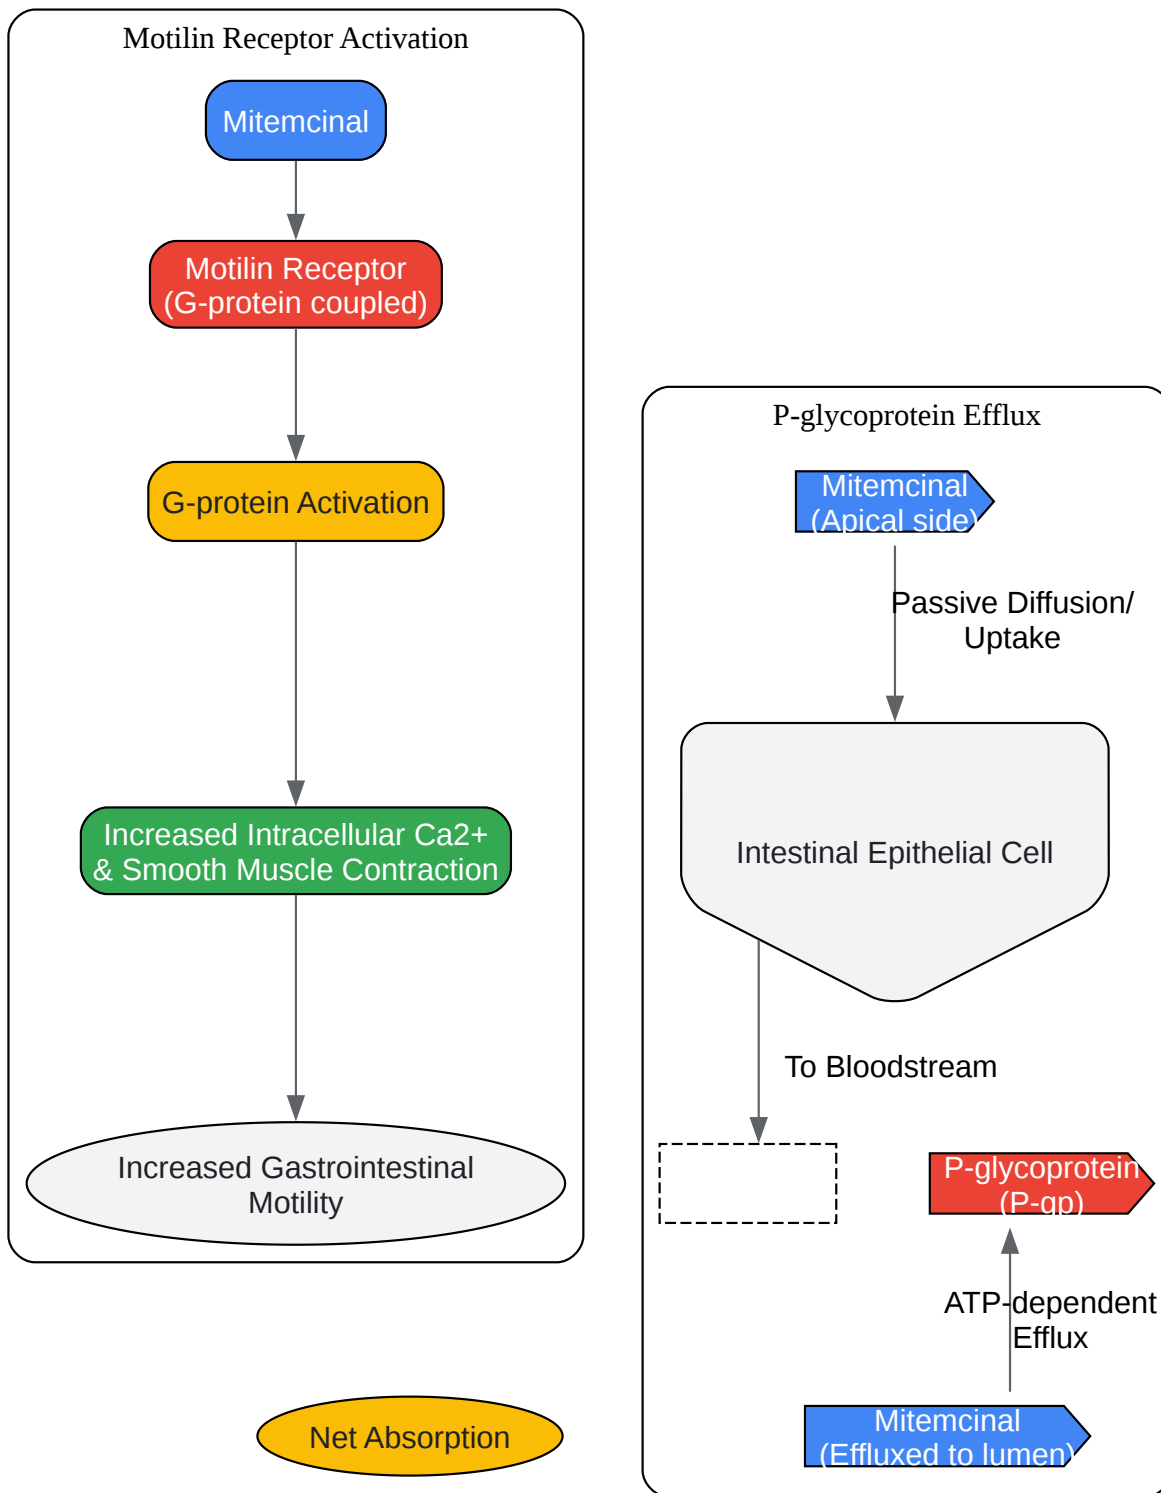 Motilin Receptor Activation
Mitemcinal
Motilin Receptor
(G-protein coupled)
G-protein Activation
Increased Intracellular Ca2+
& Smooth Muscle Contraction
Increased Gastrointestinal
Motility
Net Absorption
P-glycoprotein Efflux
Mitemcinal
(Apical side)
Passive Diffusion/
Uptake
Intestinal Epithelial Cell
To Bloodstream
P-glycoprotein
(P-gp)
ATP-dependent
Efflux
Mitemcinal
(Effluxed to lumen)